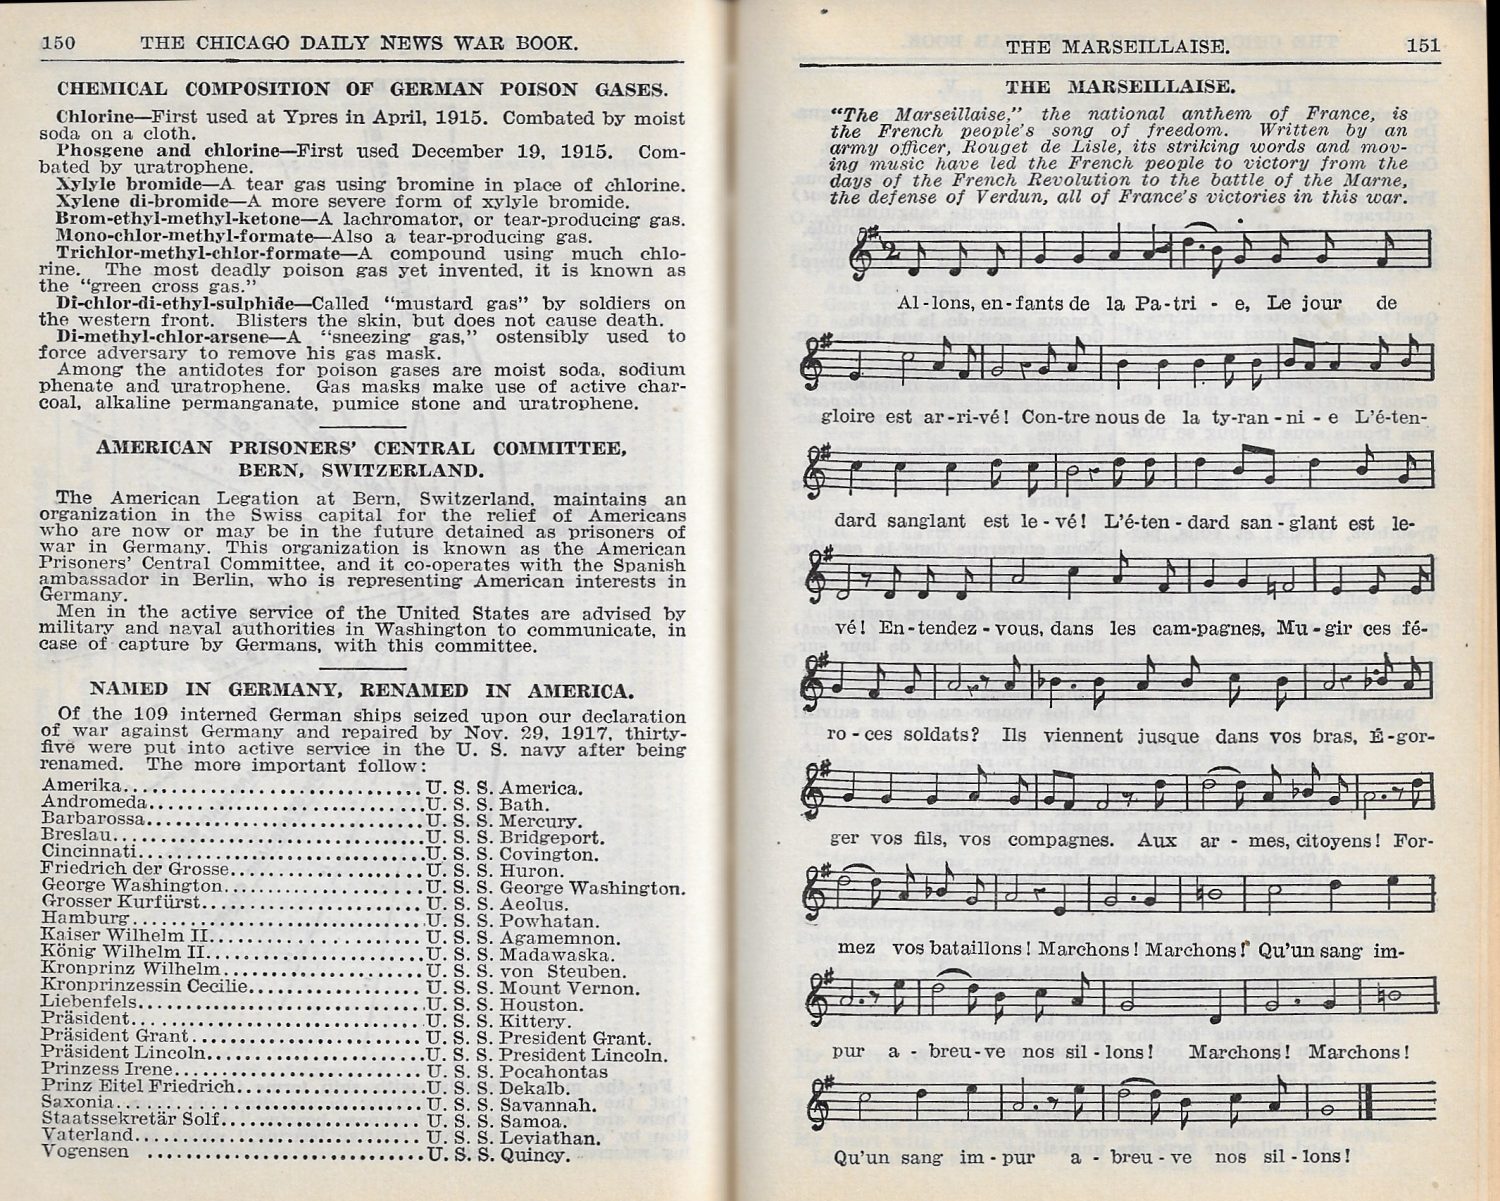 150 THE CHICAGO DAILY NEWS WAR BOOK.
CHEMICAL COMPOSITION OF GERMAN POISON GASES.
Chlorine—First used at Ypres in April, 1915. Combated by moist
soda on a cloth.
Phosgene and chlorine—First used December 19, 1915. Com-
bated by uratrophene.
Xylyle bromide—A tear gas using bromine in place of chlorine.
Xylene di-bromide—A more severe form of xylyle bromide.
Brom-ethyl-methyl-ketone—A lachromator, or tear-producing gas.
Mono-chlor-methyl-formate—Also a tear-producing gas.
Trichlor-methyl-chlor-formate—A compound using much chlo-
rine. The most deadly poison gas yet invented, it is known as
the “green cross gas.”
Di-chlor-di-ethyl-sulphide—Called “mustard gas” by soldiers on
the western front. Blisters the skin, but does not cause death.
Di-methyl-chlor-arsene—A “sneezing gas,” ostensibly used to
force adversary to remove his gas mask.
Among the antidotes for poison gases are moist soda, sodium
phenate and uratrophene. Gas masks make use of active char-
coal, alkaline permanganate, pumice stone and uratrophene.
AMERICAN PRISONERS’ CENTRAL COMMITTEE,
BERN, SWITZERLAND.
The American Legation at Bern, Switzerland, maintains an
organization in the Swiss capital for the relief of Americans
who are now or may be in the future detained as prisoners of
war in Germany. This organization is known as the American
Prisoners’ Central Committee, and it co-operates with the Spanish
ambassador in Berlin, who is representing American interests in
Germany.
Men in the active service of the United States are advised by
military and naval authorities in Washington to communicate, in
case of capture by Germans, with this committee.
NAMED IN GERMANY, RENAMED IN AMERICA.
Of the 109 interned German ships seized upon our declaration
of war against Germany and repaired by Nov. 29, 1917, thirty-
five were put into active service in the U. S. navy after being
renamed. The more important follow:
Amerika........................U. S. S. America.
Andromeda........................U. S. S. Bath.
Barbarossa........................U. S. S. Mercury.
Breslau........................U. S. S. Bridgeport.
Cincinnati........................U. S. S. Covington.
Friedrich der Grosse........................U. S. S. Huron.
George Washington........................U. S. S. George Washington.
Grosser Kurfürst........................U. S. S. Aeolus.
Hamburg........................U. S. S. Powhatan.
Kaiser Wilhelm II........................U. S. S. Agamemnon.
König Wilhelm II........................U. S. S. Madawaska.
Kronprinz Wilhelm........................U. S. S. von Steuben.
Kronprinzessin Cecilie........................U. S. S. Mount Vernon.
Liebenfels........................U. S. S. Houston.
Präsident........................U. S. S. Kittery.
Präsident Grant........................U. S. S. President Grant.
Präsident Lincoln........................U. S. S. President Lincoln.
Prinzess Irene........................U. S. S. Pocahontas
Prinz Eitel Friedrich........................U. S. S. Dekalb.
Saxonia........................U. S. S. Savannah.
Staatssekretär Solf........................U. S. S. Samoa.
Vaterland........................U. S. S. Leviathan.
Vogensen ........................U. S. S. Quincy.
THE MARSEILLAISE. 151
THE MARSEILLAISE.
“The Marseillaise,” the national anthem of France, is
the French people’s song of freedom. Written by an
army officer, Rouget de Lisle, its striking words and mov-
ing music have led the French people to victory from the
days of the French Revolution to the battle of the Marne,
the defense of Verdun, all of France’s victories in this war.
2
Al-lons, en-fants de la Pa-tri - e, Le jour de
gloire est ar-ri-vé! Con-tre nous de la ty-ran-ni-e L’é-ten-
dard sanglant est le-vé! L’é-ten-dard san-glant est le-
vé! En-tendez-vous, dans les cam-pagnes, Mu-gir ces fé-
ro-ces soldats? Ils viennent jusque dans vos bras, É-gor-
ger vos fils, vos compagnes. Aux ar - mes, citoyens! For-
mez vos bataillons! Marchons! Marchons! Qu’un sang im-
pur a - breu-ve nos sil-lons! Marchons! Marchons!
Qu’un sang im-pur a - breu-ve nos sil-lons!